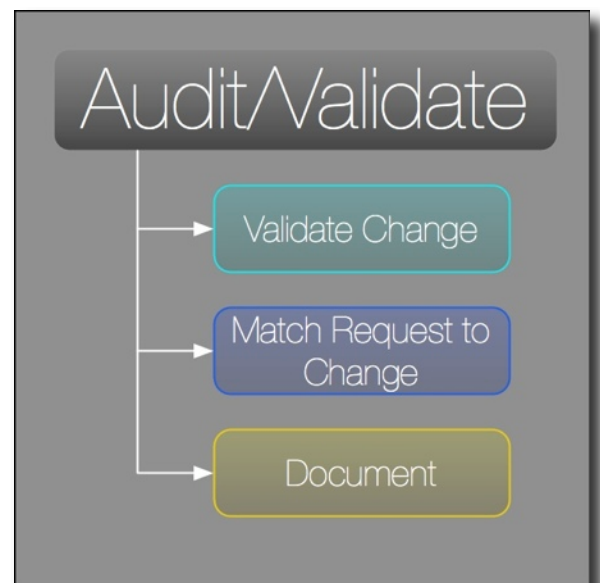 Audit/Validate
Validate Change
Match Request to
Change
Document